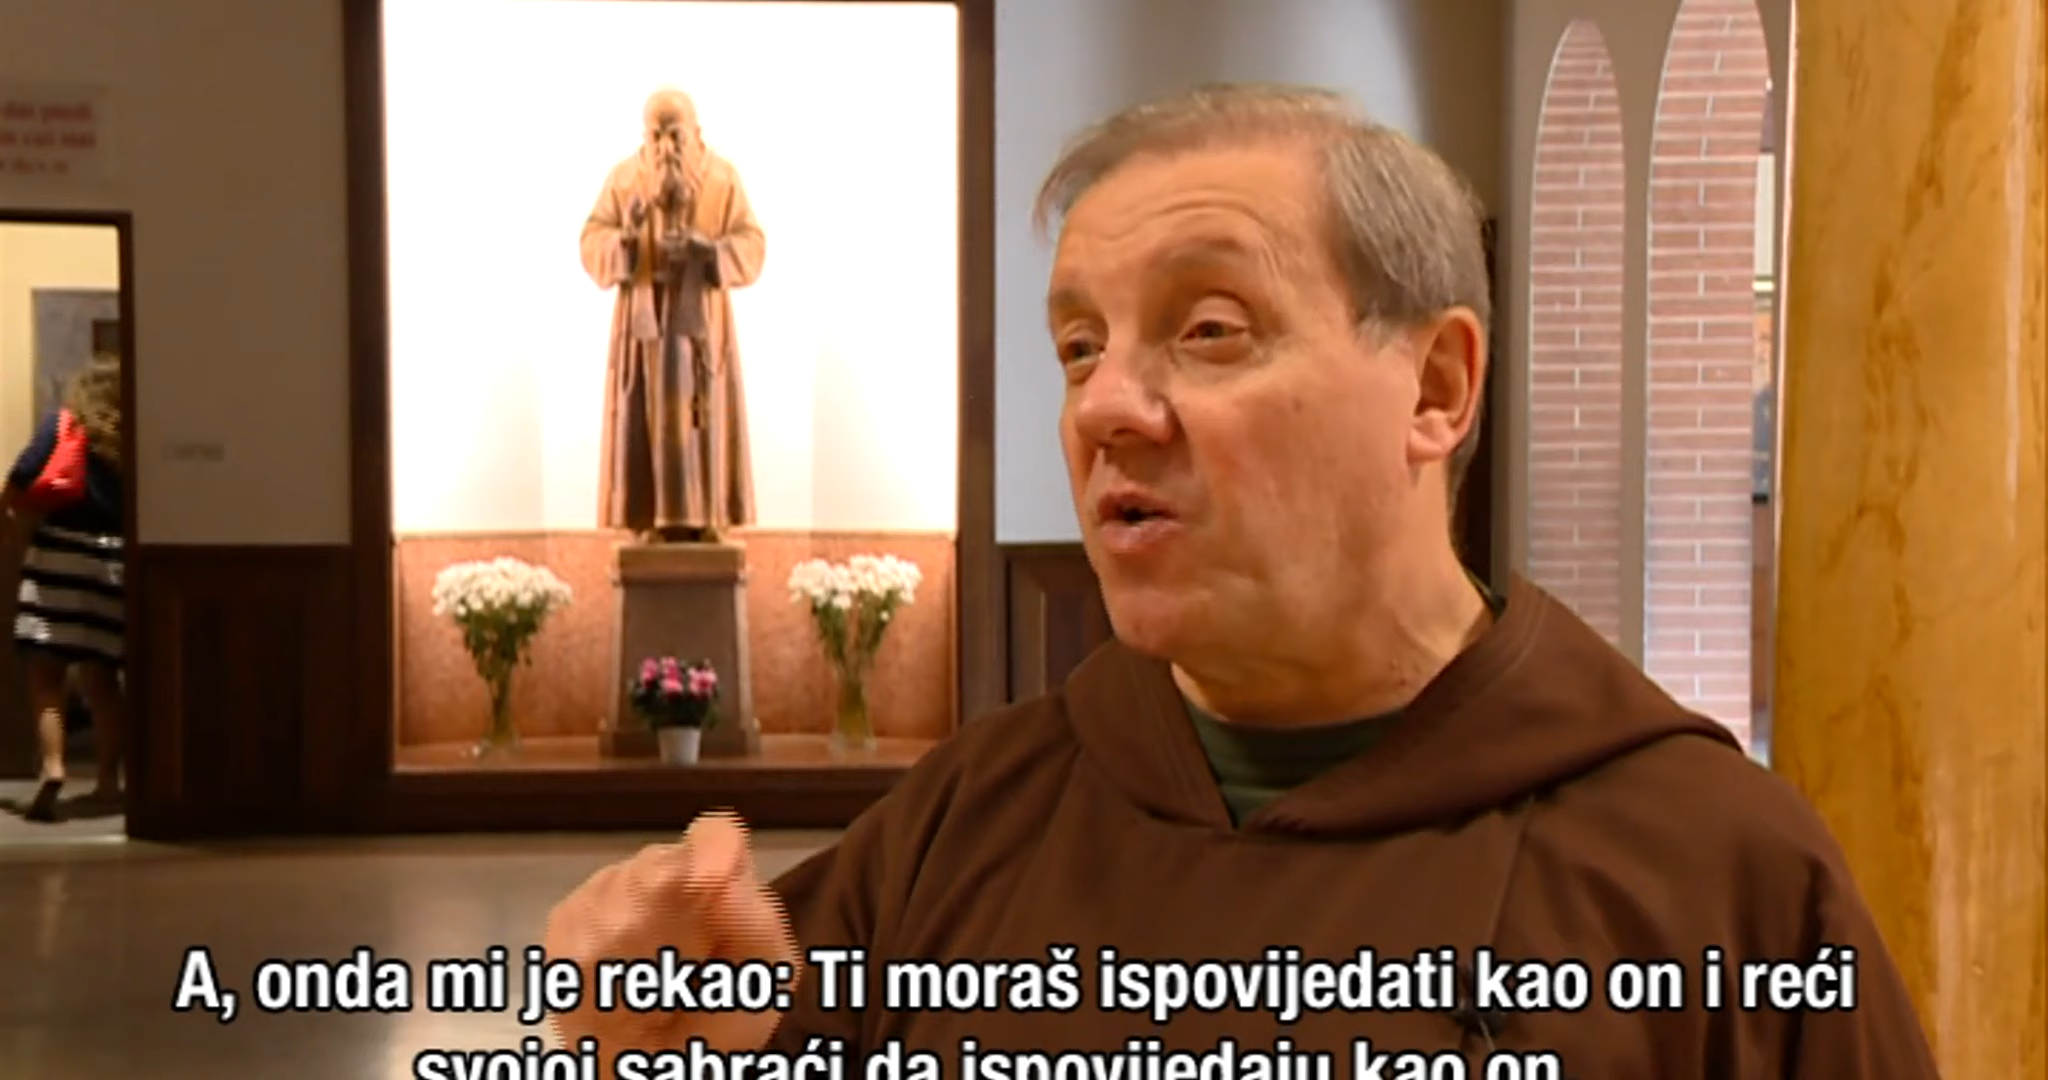 A, onda mi je rekao: Ti moraš ispovijedati kao on i reći
svojoj sabraći da ispovijedaju kao on.